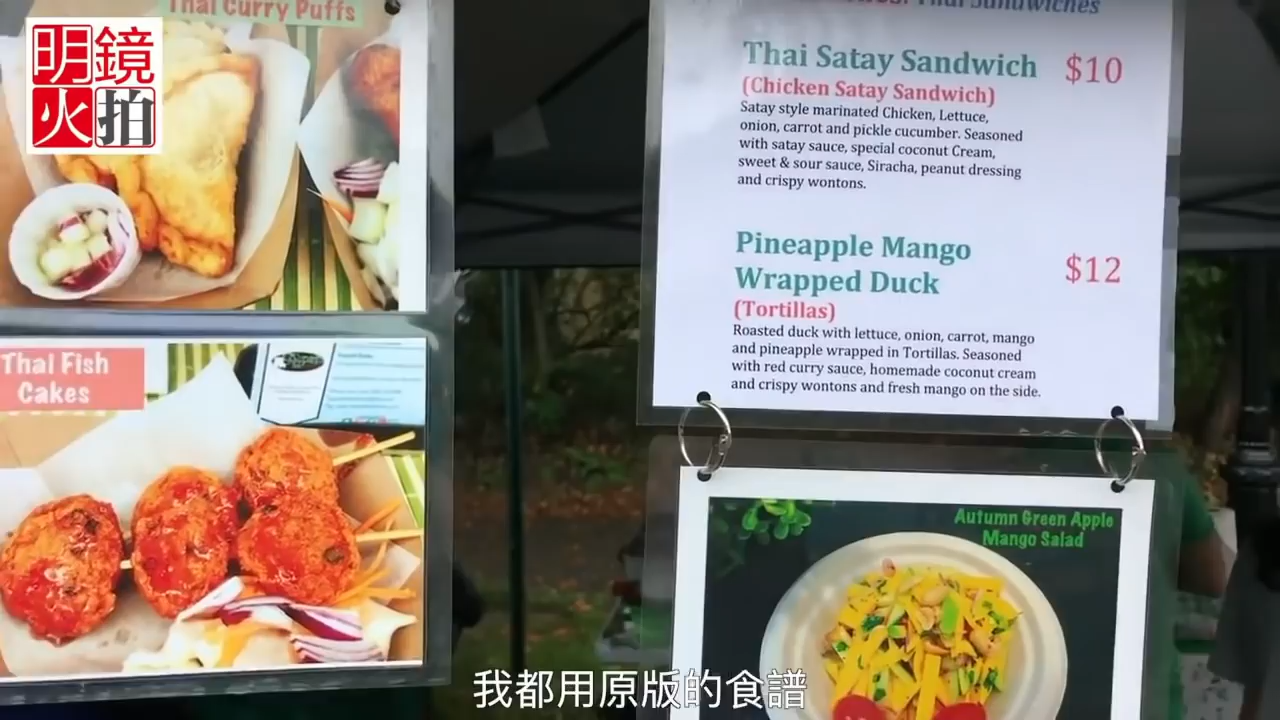 明鏡
火拍
Thai Curry Puffs
Thai Fish
Cakes
Thai Sandwiches
Thai Satay Sandwich $10
(Chicken Satay Sandwich)
Satay style marinated Chicken, Lettuce,
onion, carrot and pickle cucumber. Seasoned
with satay sauce, special coconut Cream,
sweet & sour sauce, Siracha, peanut dressing
and crispy wontons.
Pineapple Mango
Wrapped Duck $12
(Tortillas)
Roasted duck with lettuce, onion, carrot, mango
and pineapple wrapped in Tortillas. Seasoned
with red curry sauce, homemade coconut cream
and crispy wontons and fresh mango on the side.
Autumn Green Apple
Mango Salad
我都用原版的食譜